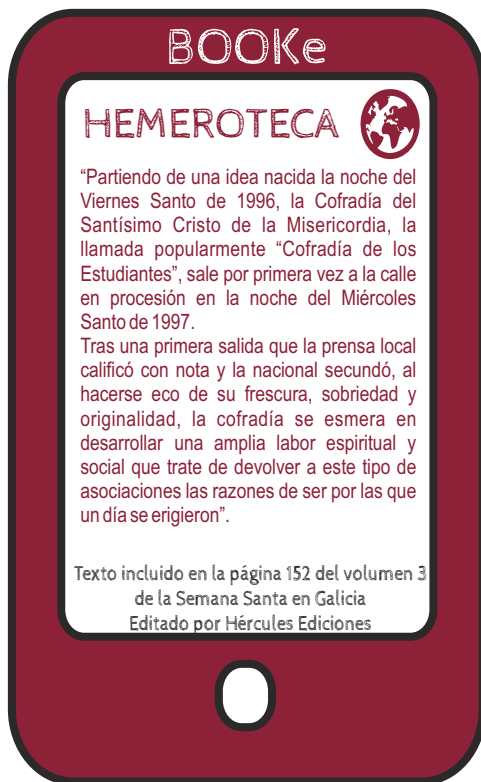 BOOKe
HEMEROTECA
“Partiendo de una idea nacida la noche del
Viernes Santo de 1996, la Cofradía del
Santísimo Cristo de la Misericordia, la
llamada popularmente “Cofradía de los
Estudiantes”, sale por primera vez a la calle
en procesión en la noche del Miércoles
Santo de 1997.
Tras una primera salida que la prensa local
calificó con nota y la nacional secundó, al
hacerse eco de su frescura, sobriedad y
originalidad, la cofradía se esmera en
desarrollar una amplia labor espiritual y
social que trate de devolver a este tipo de
asociaciones las razones de ser por las que
un día se erigieron”.
Texto incluido en la página 152 del volumen 3
de la Semana Santa en Galicia
Editado por Hércules Ediciones